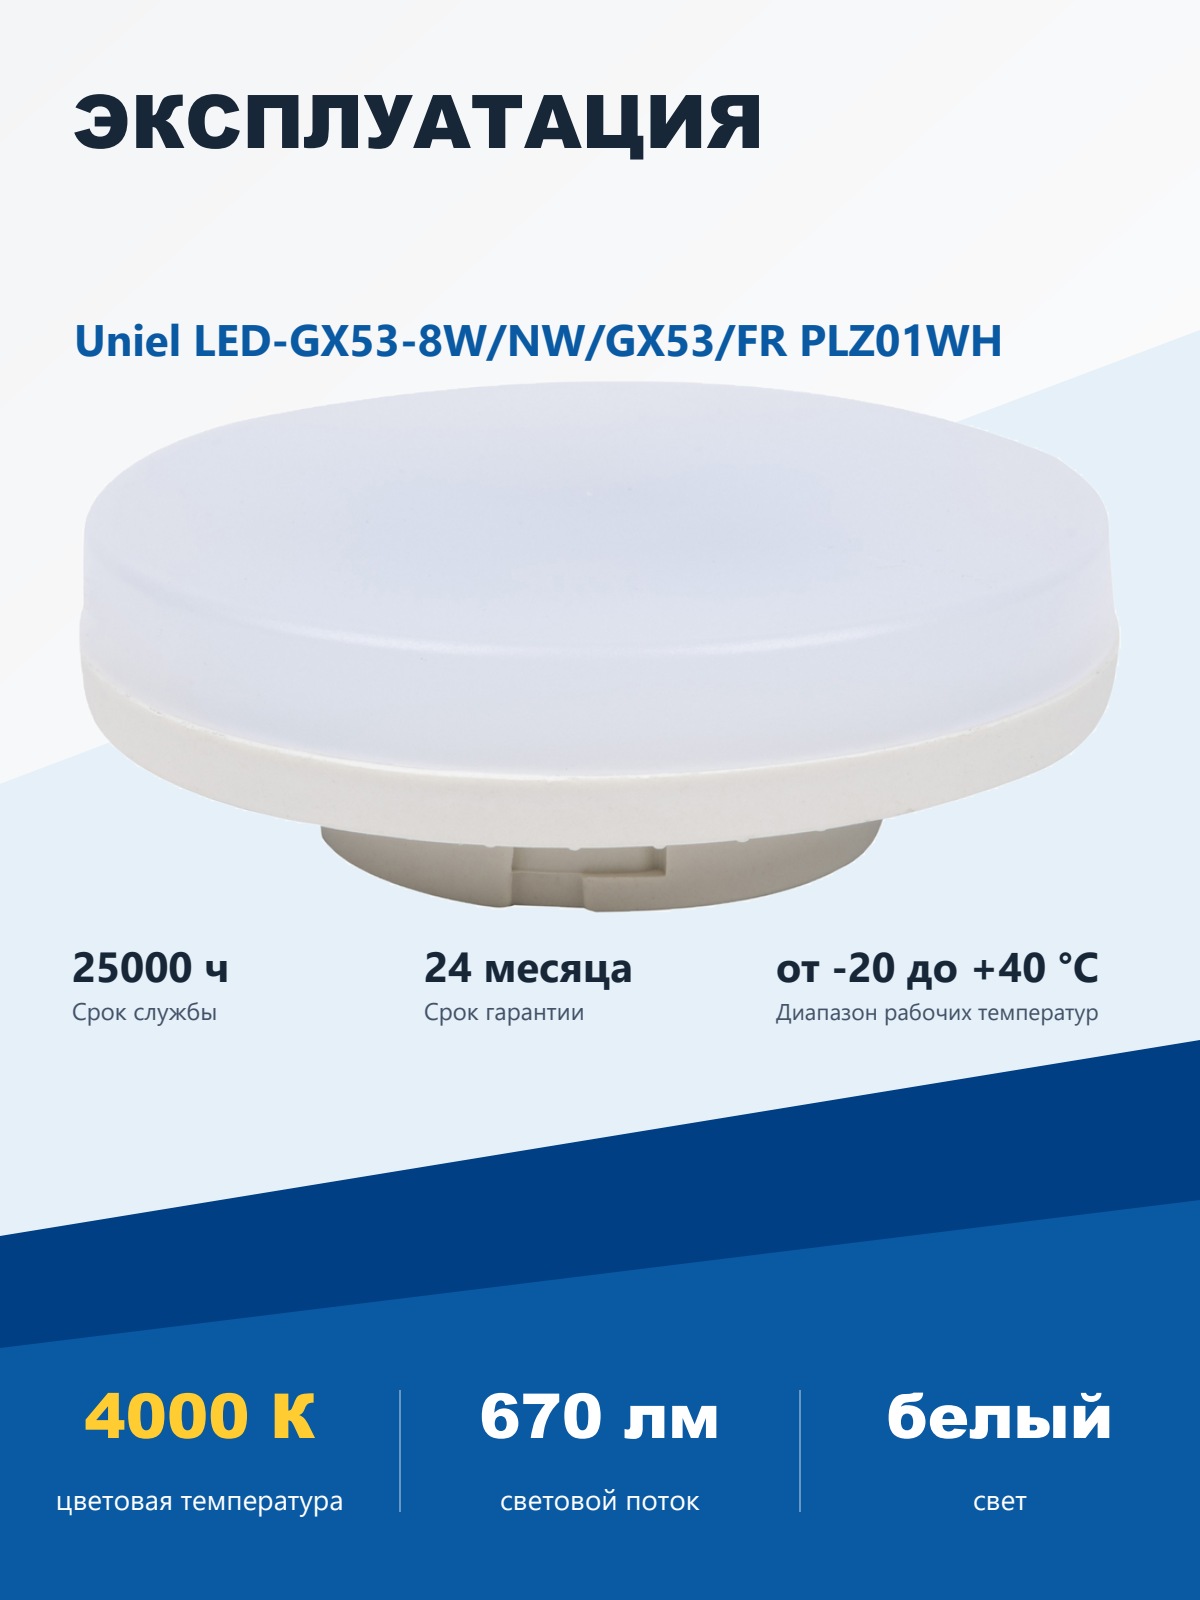 ЭКСПЛУАТАЦИЯ
Uniel LED-GX53-8W/NW/GX53/FR PLZ01WH
25000 ч
Срок службы
24 месяца
Срок гарантии
от -20 до +40 °C
Диапазон рабочих температур
4000 К
цветовая температура
670 лм
световой поток
белый
свет